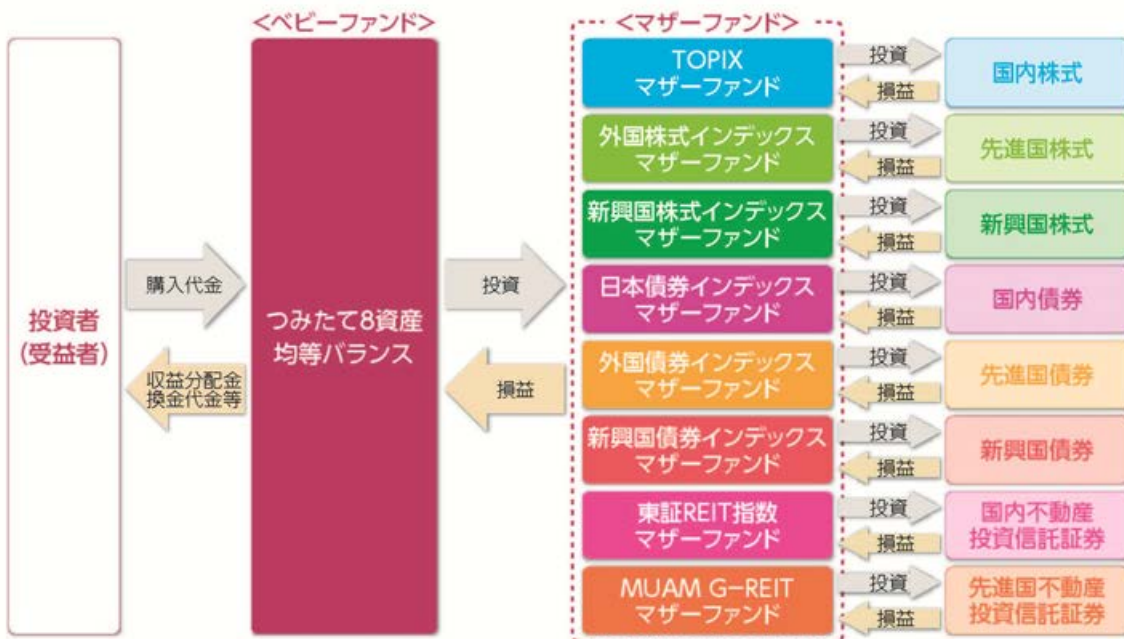 <ベビーファンド>
<マザーファンド>
投資者
(受益者)
購入代金
収益分配金
換金代金等
つみたて8資産
均等バランス
投資
損益
TOPIX
マザーファンド
投資
損益
国内株式
外国株式インデックス
マザーファンド
投資
損益
先進国株式
新興国株式インデックス
マザーファンド
投資
損益
新興国株式
日本債券インデックス
マザーファンド
投資
損益
国内債券
外国債券インデックス
マザーファンド
投資
損益
先進国債券
新興国債券インデックス
マザーファンド
投資
損益
新興国債券
東証REIT指数
マザーファンド
投資
損益
国内不動産
投資信託証券
MUAM G-REIT
マザーファンド
投資
損益
先進国不動産
投資信託証券